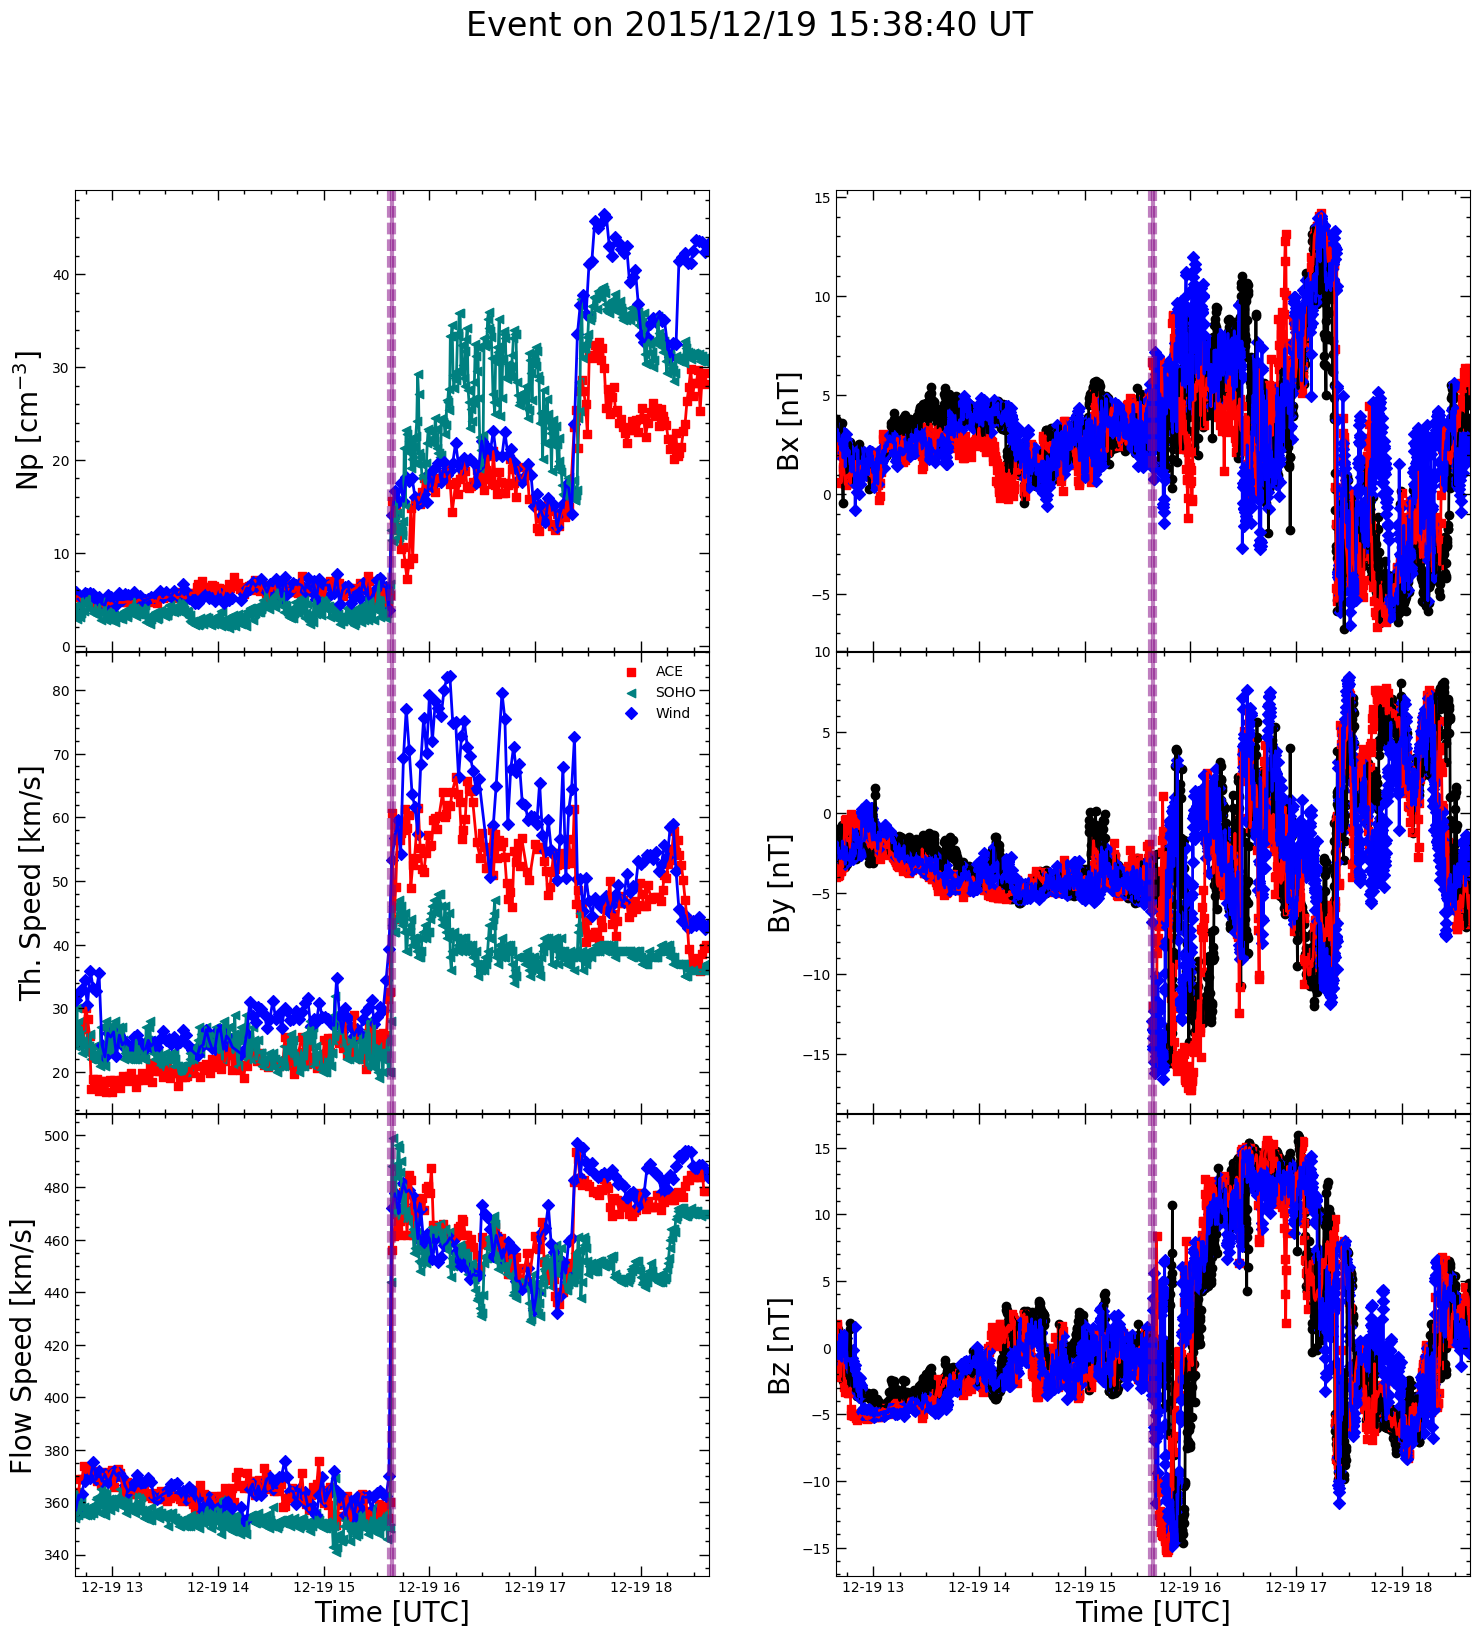 Event on 2015/12/19 15:38:40 UT
Np [cm⁻³]
40
30
20
10
0
Th. Speed [km/s]
80
70
60
50
40
30
20
ACE
SOHO
Wind
Flow Speed [km/s]
500
480
460
440
420
400
380
360
340
12-19 13 12-19 14 12-19 15 12-19 16 12-19 17 12-19 18
Time [UTC]
Bx [nT]
15
10
5
0
−5
By [nT]
10
5
0
−5
−10
−15
Bz [nT]
15
10
5
0
−5
−10
−15
12-19 13 12-19 14 12-19 15 12-19 16 12-19 17 12-19 18
Time [UTC]